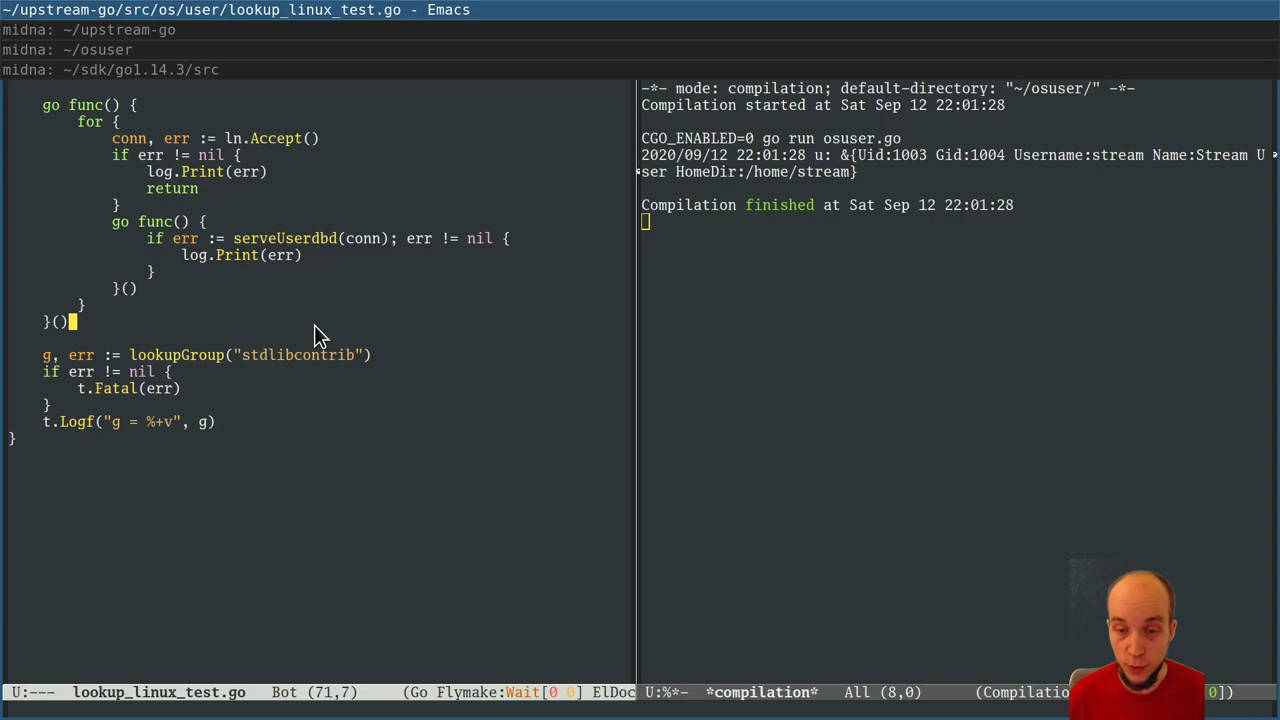 ~/upstream-go/src/os/user/lookup_linux_test.go - Emacs
midna: ~/upstream-go
midna: ~/osuser
midna: ~/sdk/go1.14.3/src
go func() {
for {
conn, err := ln.Accept()
if err != nil {
log.Print(err)
return
}
go func() {
if err := serveUserdbd(conn); err != nil {
log.Print(err)
}
}()
}
}()
g, err := lookupGroup("stdlibcontrib")
if err != nil {
t.Fatal(err)
}
t.Logf("g = %+v", g)
}
U:--- lookup_linux_test.go Bot (71,7) (Go Flymake:Wait[0 0] ElDoc
-*- mode: compilation; default-directory: "~/osuser/" -*-
Compilation started at Sat Sep 12 22:01:28
CGO_ENABLED=0 go run osuser.go
2020/09/12 22:01:28 u: &{Uid:1003 Gid:1004 Username:stream Name:Stream U
ser HomeDir:/home/stream}
Compilation finished at Sat Sep 12 22:01:28
U:%*- *compilation* All (8,0) (Compilatio 0])